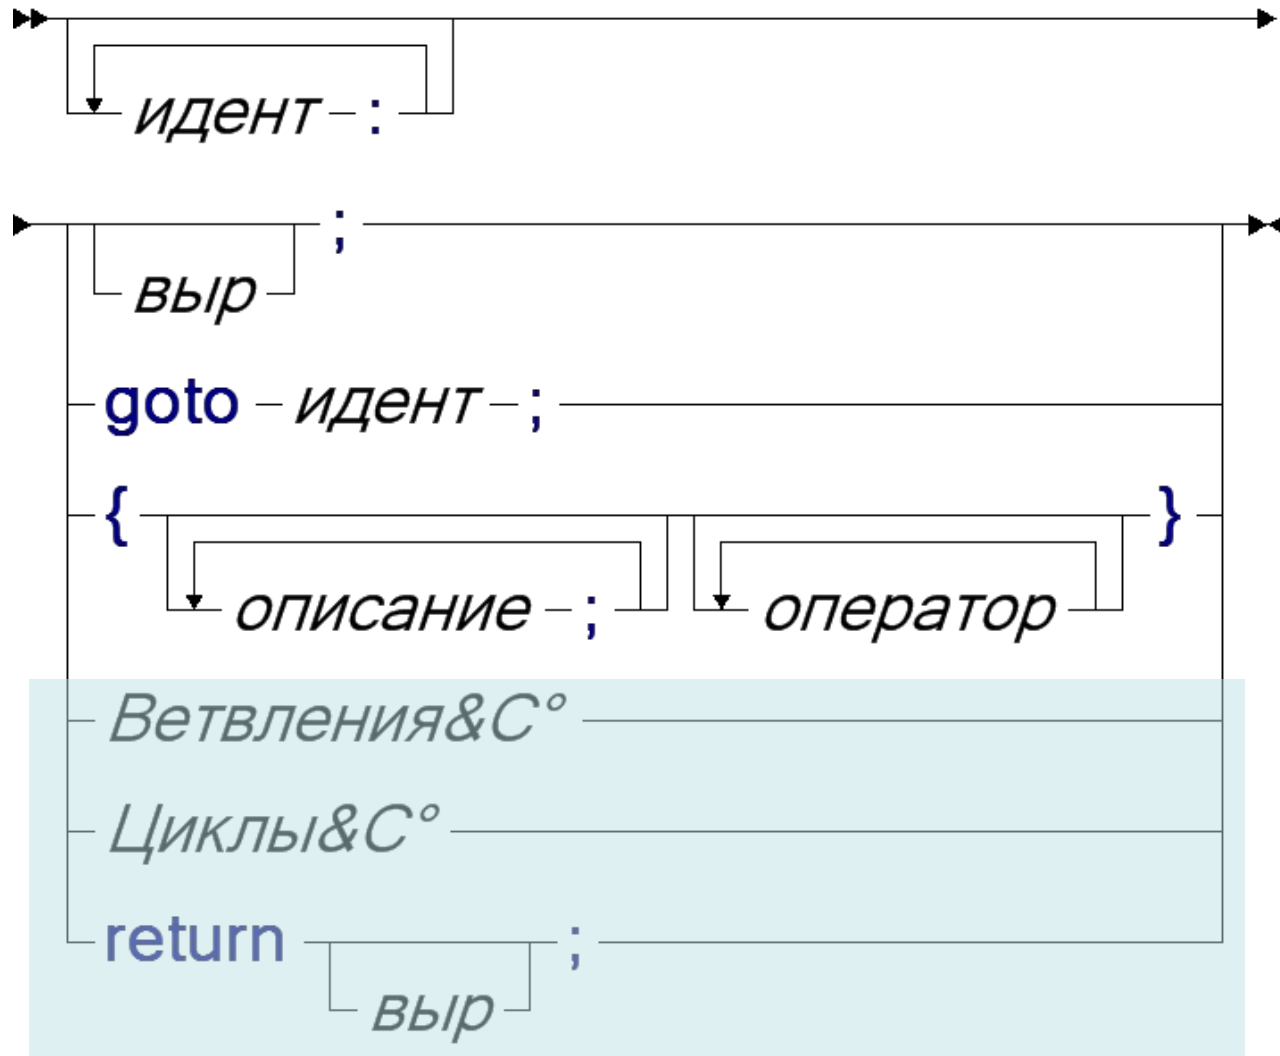 идент :
;
выр
goto идент ;
{ }
описание ; оператор
Ветвления&C°
Циклы&C°
return ;
выр